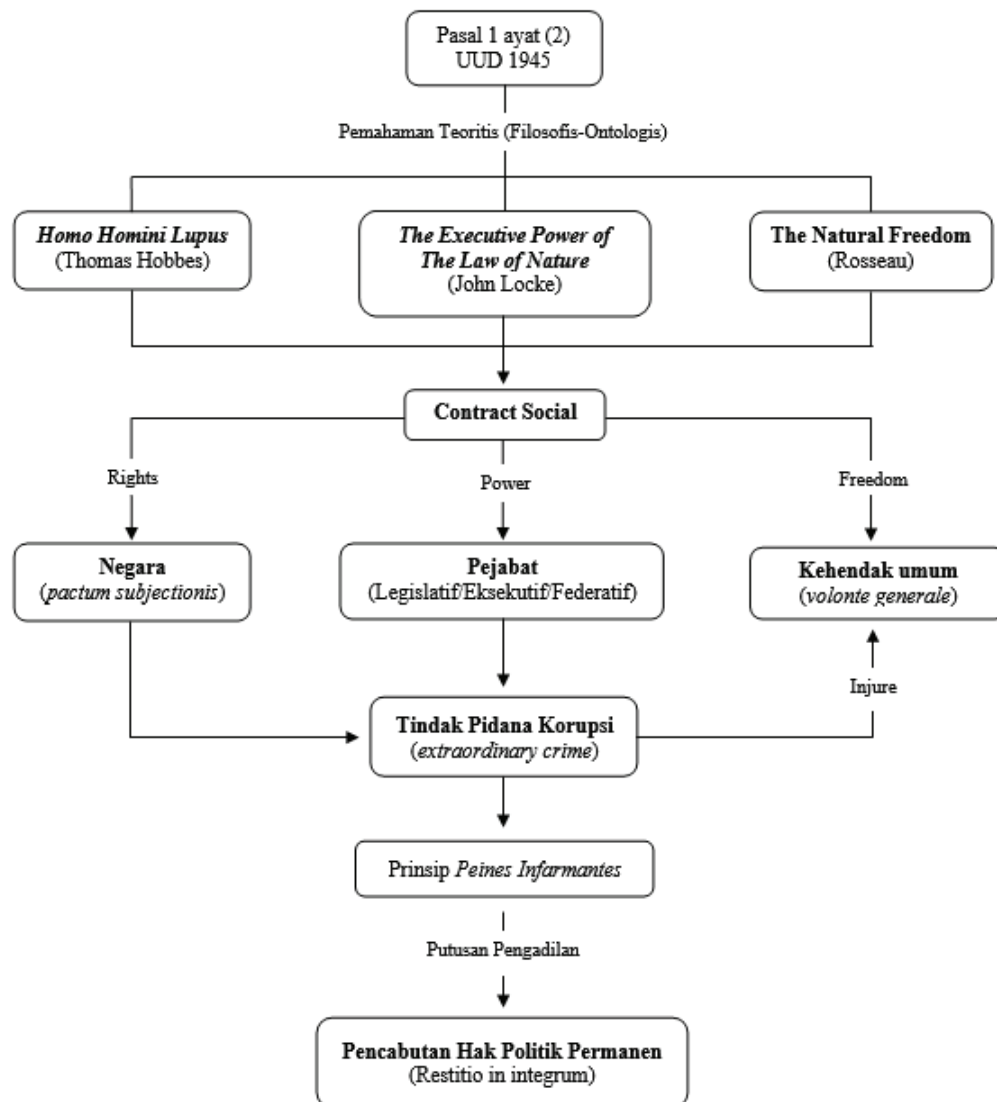 Pasal 1 ayat (2)
UUD 1945
Pemahaman Teoritis (Filosofis-Ontologis)
Homo Homini Lupus
(Thomas Hobbes)
The Executive Power of
The Law of Nature
(John Locke)
The Natural Freedom
(Rosseau)
Contract Social
Rights
Power
Freedom
Negara
(pactum subjectionis)
Pejabat
(Legislatif/Eksekutif/Federatif)
Kehendak umum
(volonte generale)
Injure
Tindak Pidana Korupsi
(extraordinary crime)
Prinsip Peines Infarmantes
Putusan Pengadilan
Pencabutan Hak Politik Permanen
(Restitio in integrum)